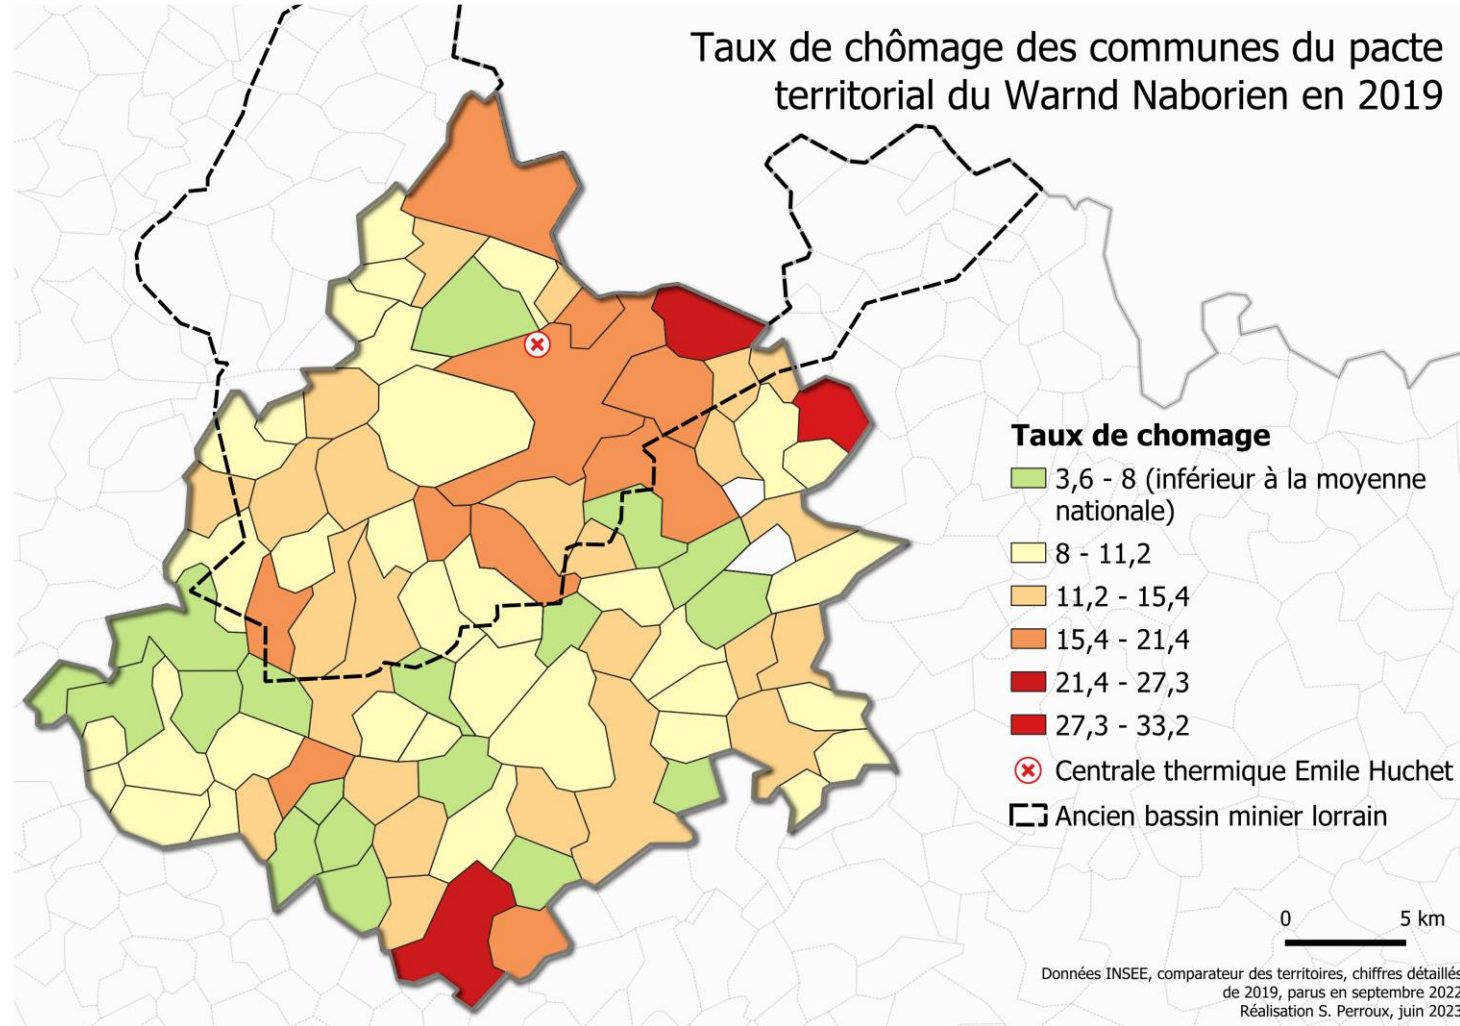 Taux de chômage des communes du pacte
territorial du Warnd Naborien en 2019
Taux de chomage
3,6 - 8 (inférieur à la moyenne
nationale)
8 - 11,2
11,2 - 15,4
15,4 - 21,4
21,4 - 27,3
27,3 - 33,2
Centrale thermique Emile Huchet
Ancien bassin minier lorrain
0 5 km
Données INSEE, comparateur des territoires, chiffres détaillés
de 2019, parus en septembre 2022
Réalisation S. Perroux, juin 2023